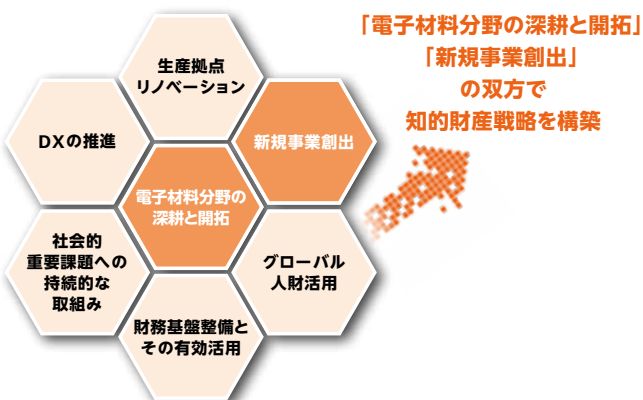 「電子材料分野の深耕と開拓」
「新規事業創出」
の双方で
知的財産戦略を構築
生産拠点
リノベーション
DXの推進
新規事業創出
電子材料分野の
深耕と開拓
社会的
重要課題への
持続的な
取組み
グローバル
人財活用
財務基盤整備と
その有効活用